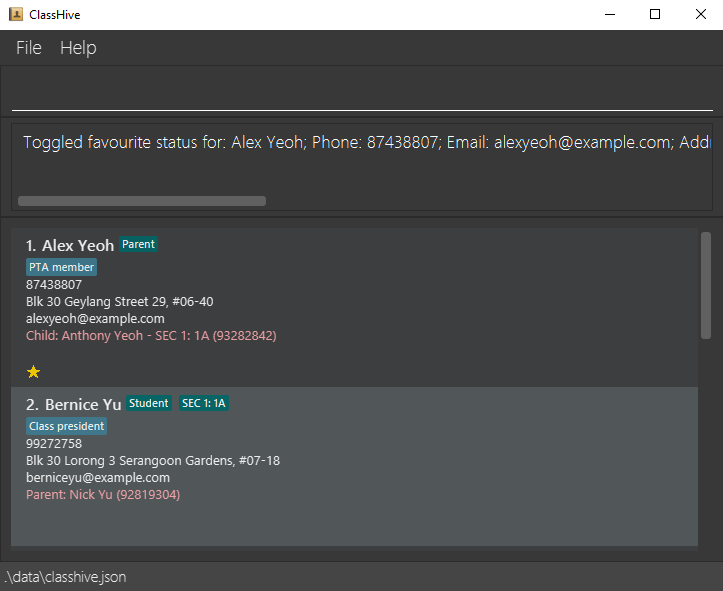 ClassHive
File Help
Toggled favourite status for: Alex Yeoh; Phone: 87438807; Email: alexyeoh@example.com; Addr
1. Alex Yeoh Parent
PTA member
87438807
Blk 30 Geylang Street 29, #06-40
alexyeoh@example.com
Child: Anthony Yeoh - SEC 1: 1A (93282842)
2. Bernice Yu Student SEC 1: 1A
Class president
99272758
Blk 30 Lorong 3 Serangoon Gardens, #07-18
berniceyu@example.com
Parent: Nick Yu (92819304)
.\data\classhive.json